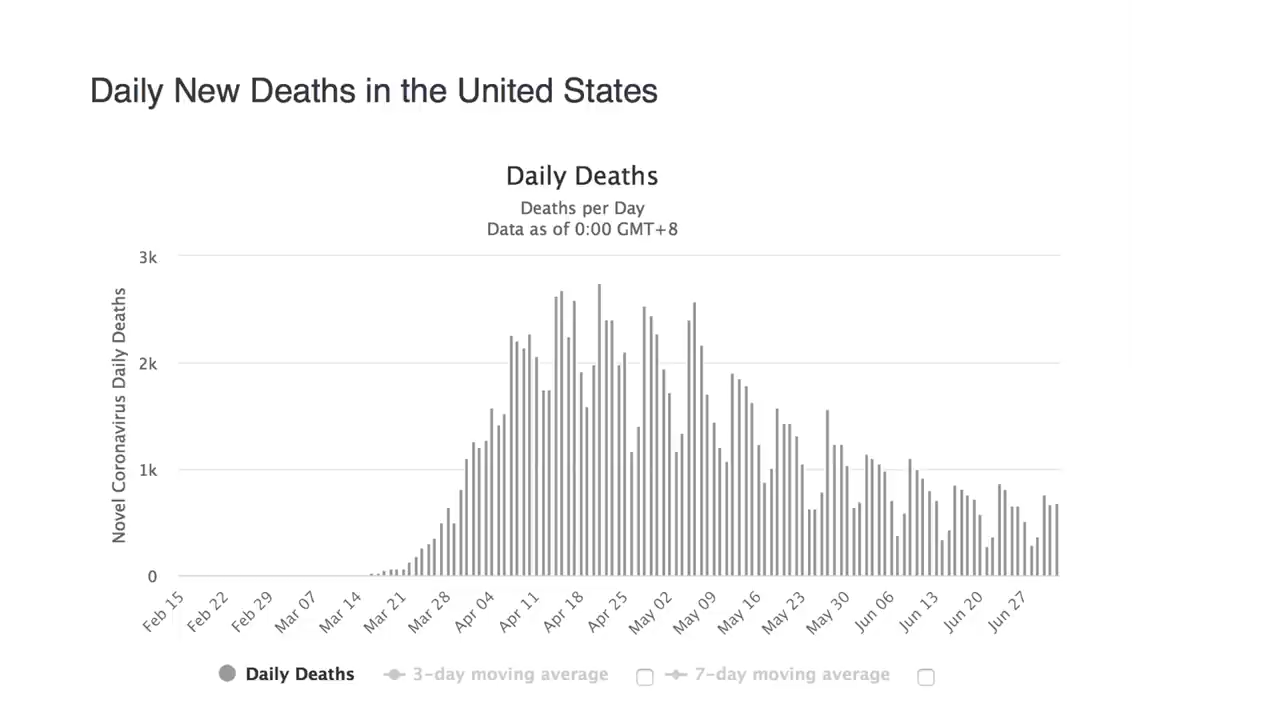 Daily New Deaths in the United States
Daily Deaths
Deaths per Day
Data as of 0:00 GMT+8
Novel Coronavirus Daily Deaths
3k
2k
1k
0
Feb 15
Feb 22
Feb 29
Mar 07
Mar 14
Mar 21
Mar 28
Apr 04
Apr 11
Apr 18
Apr 25
May 02
May 09
May 16
May 23
May 30
Jun 06
Jun 13
Jun 20
Jun 27
Daily Deaths
3-day moving average
7-day moving average